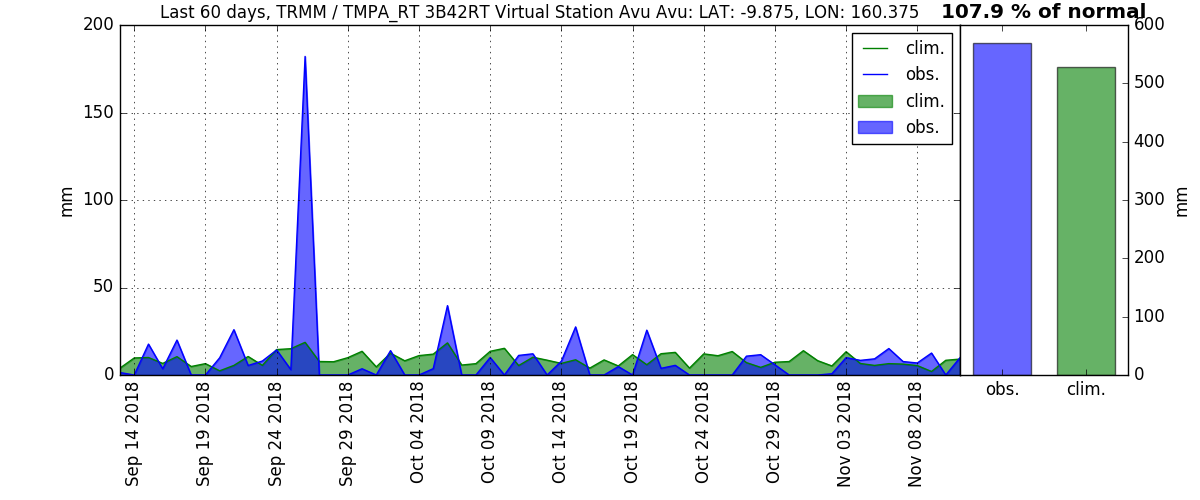 Last 60 days, TRMM / TMPA_RT 3B42RT Virtual Station Avu Avu: LAT: -9.875, LON: 160.375
107.9 % of normal
200
150
100
50
0
mm
clim.
obs.
clim.
obs.
Sep 14 2018
Sep 19 2018
Sep 24 2018
Sep 29 2018
Oct 04 2018
Oct 09 2018
Oct 14 2018
Oct 19 2018
Oct 24 2018
Oct 29 2018
Nov 03 2018
Nov 08 2018
600
500
400
300
200
100
0
mm
obs.
clim.